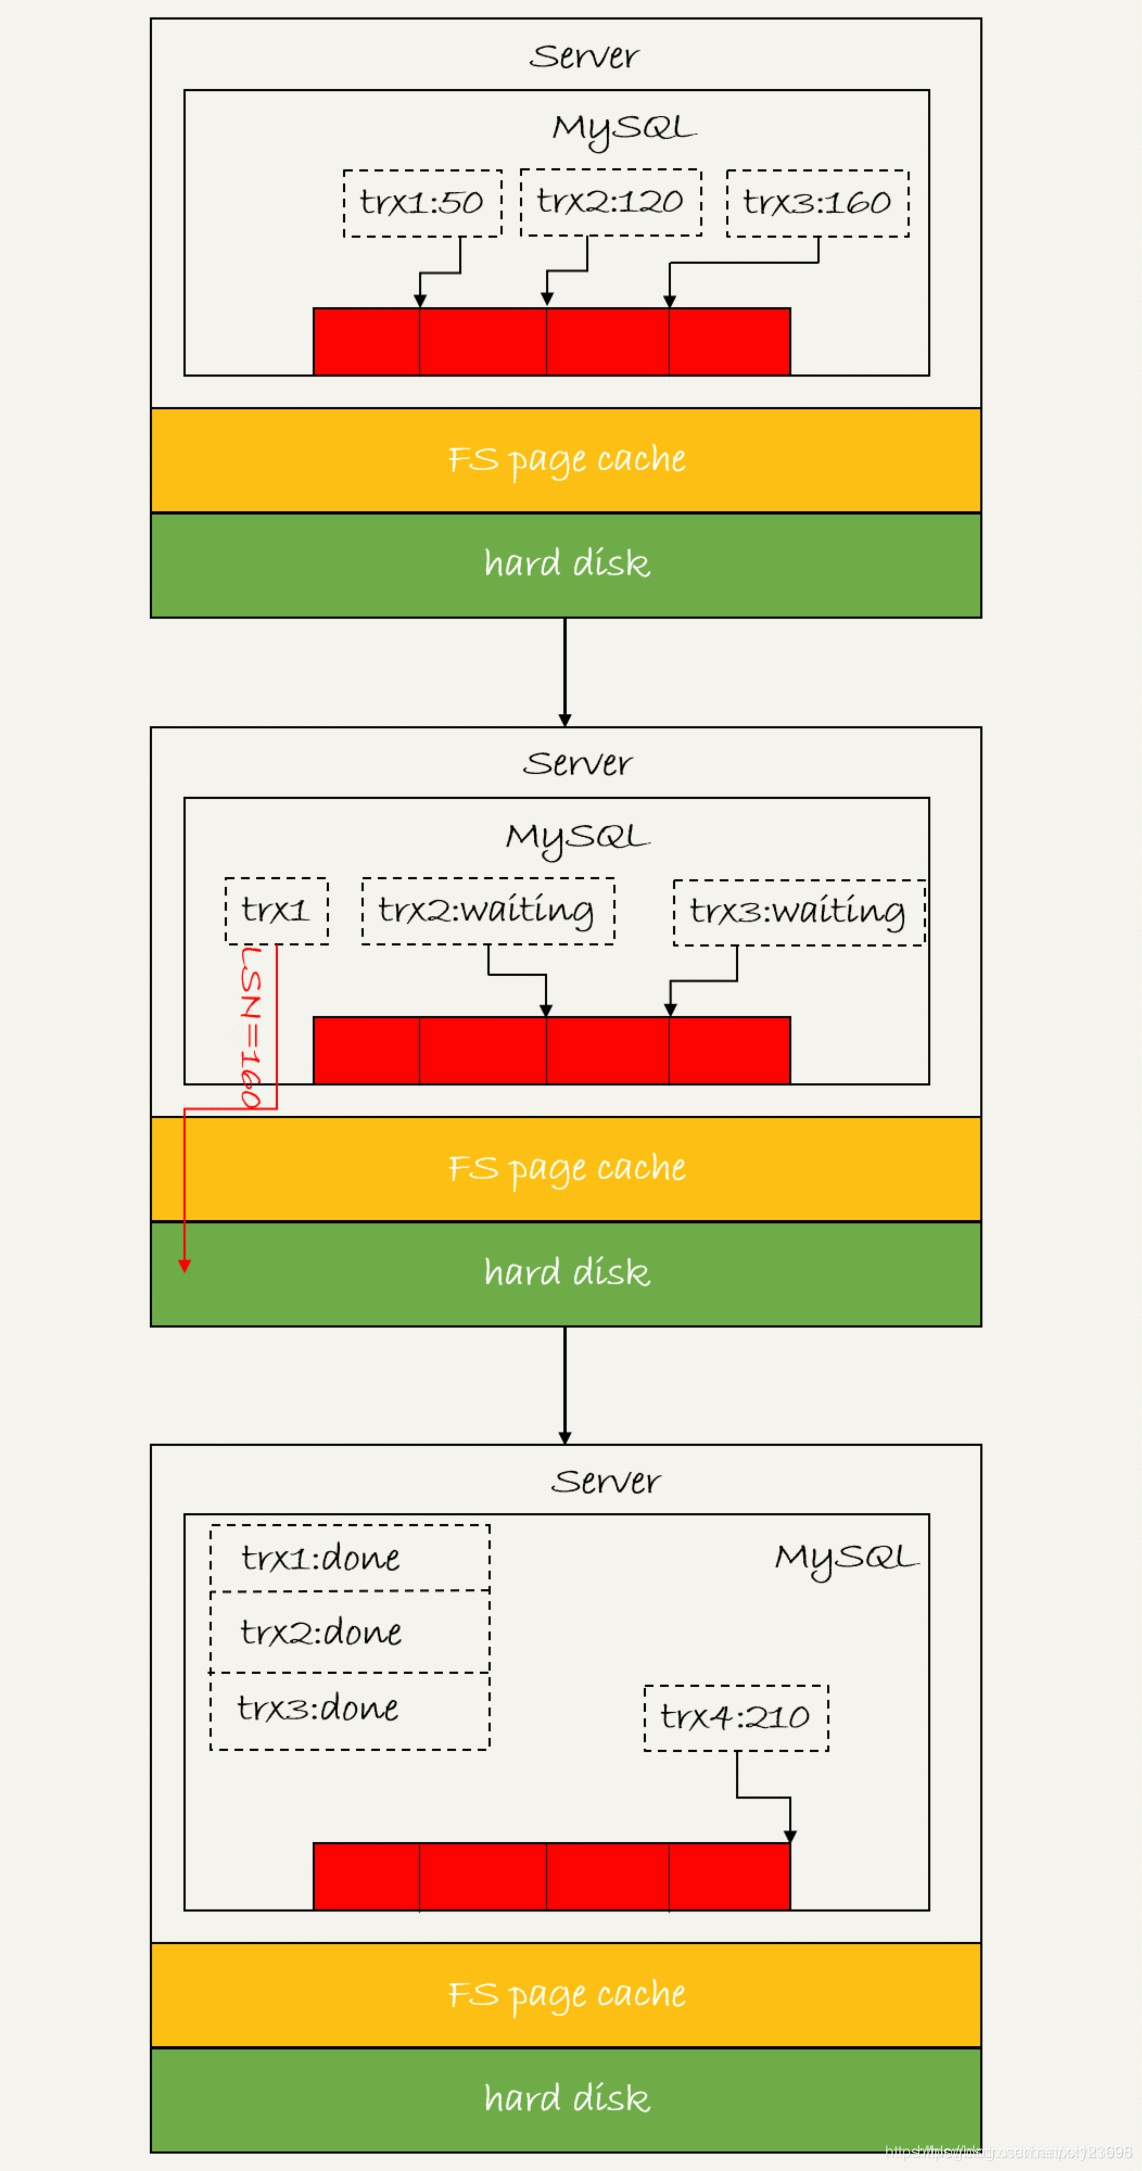 Server
MySQL
trx1:50
trx2:120
trx3:160
FS page cache
hard disk
Server
MySQL
trx1
trx2:waiting
trx3:waiting
LSN=160
FS page cache
hard disk
Server
MySQL
trx1:done
trx2:done
trx3:done
trx4:210
FS page cache
hard disk